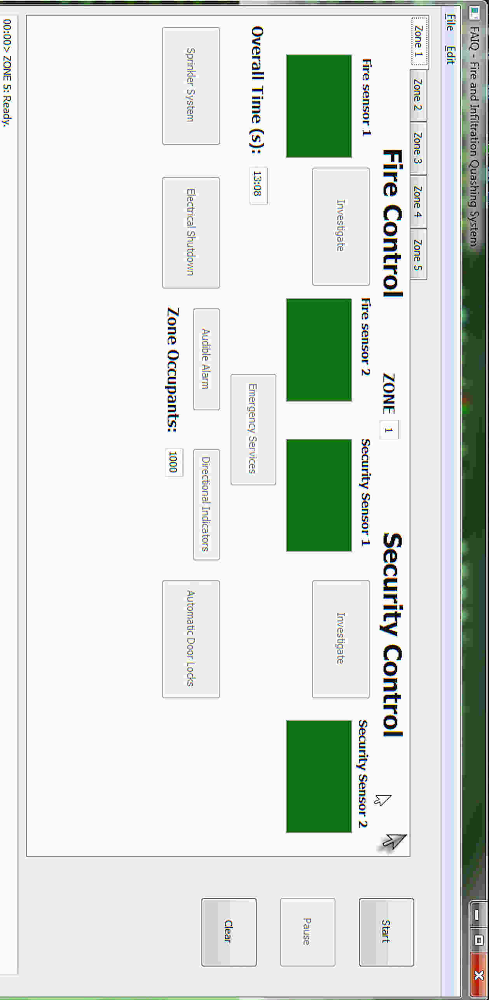 FAIQ - Fire and Infiltration Quashing System
File Edit
Zone 1 Zone 2 Zone 3 Zone 4 Zone 5
Fire Control ZONE 1 Security Control
Fire sensor 1 Fire sensor 2 Security Sensor 1 Security Sensor 2
Investigate Investigate
Overall Time (s): 13:08
Emergency Services
Sprinkler System Electrical Shutdown Audible Alarm Directional Indicators Automatic Door Locks
Zone Occupants: 1000
Start
Pause
Clear
00:00> ZONE 5: Ready.